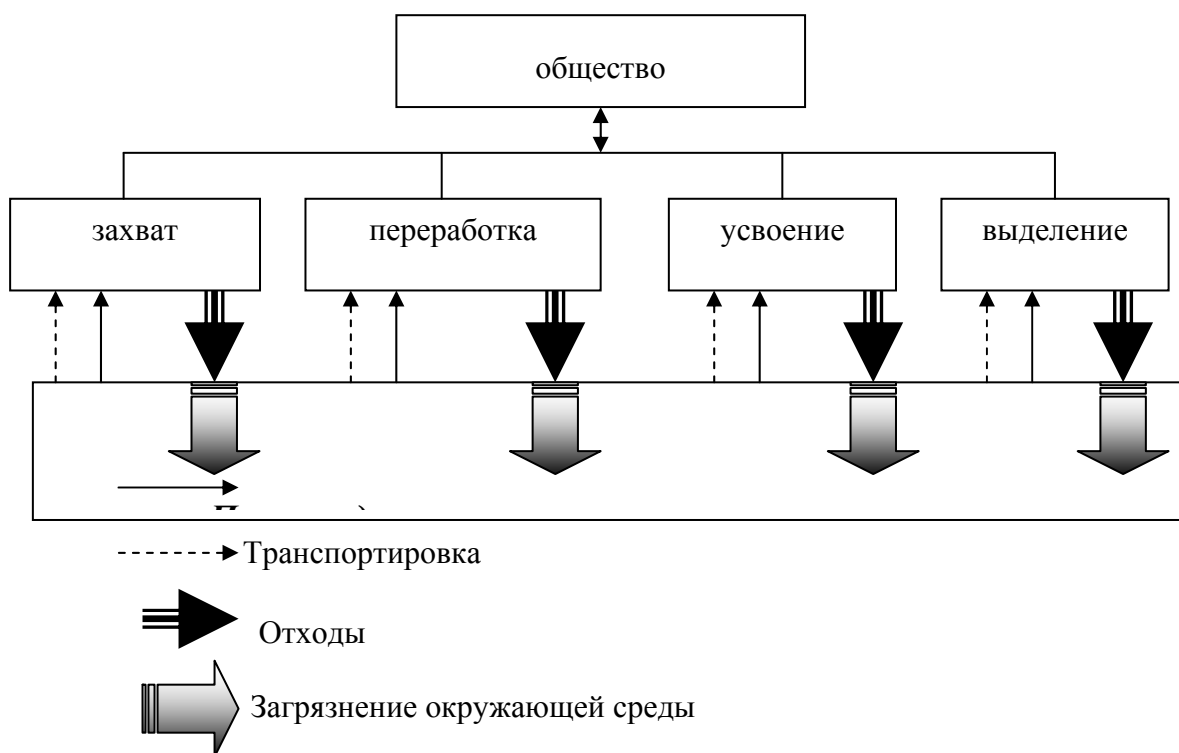 общество
захват
переработка
усвоение
выделение
Транспортировка
Отходы
Загрязнение окружающей среды